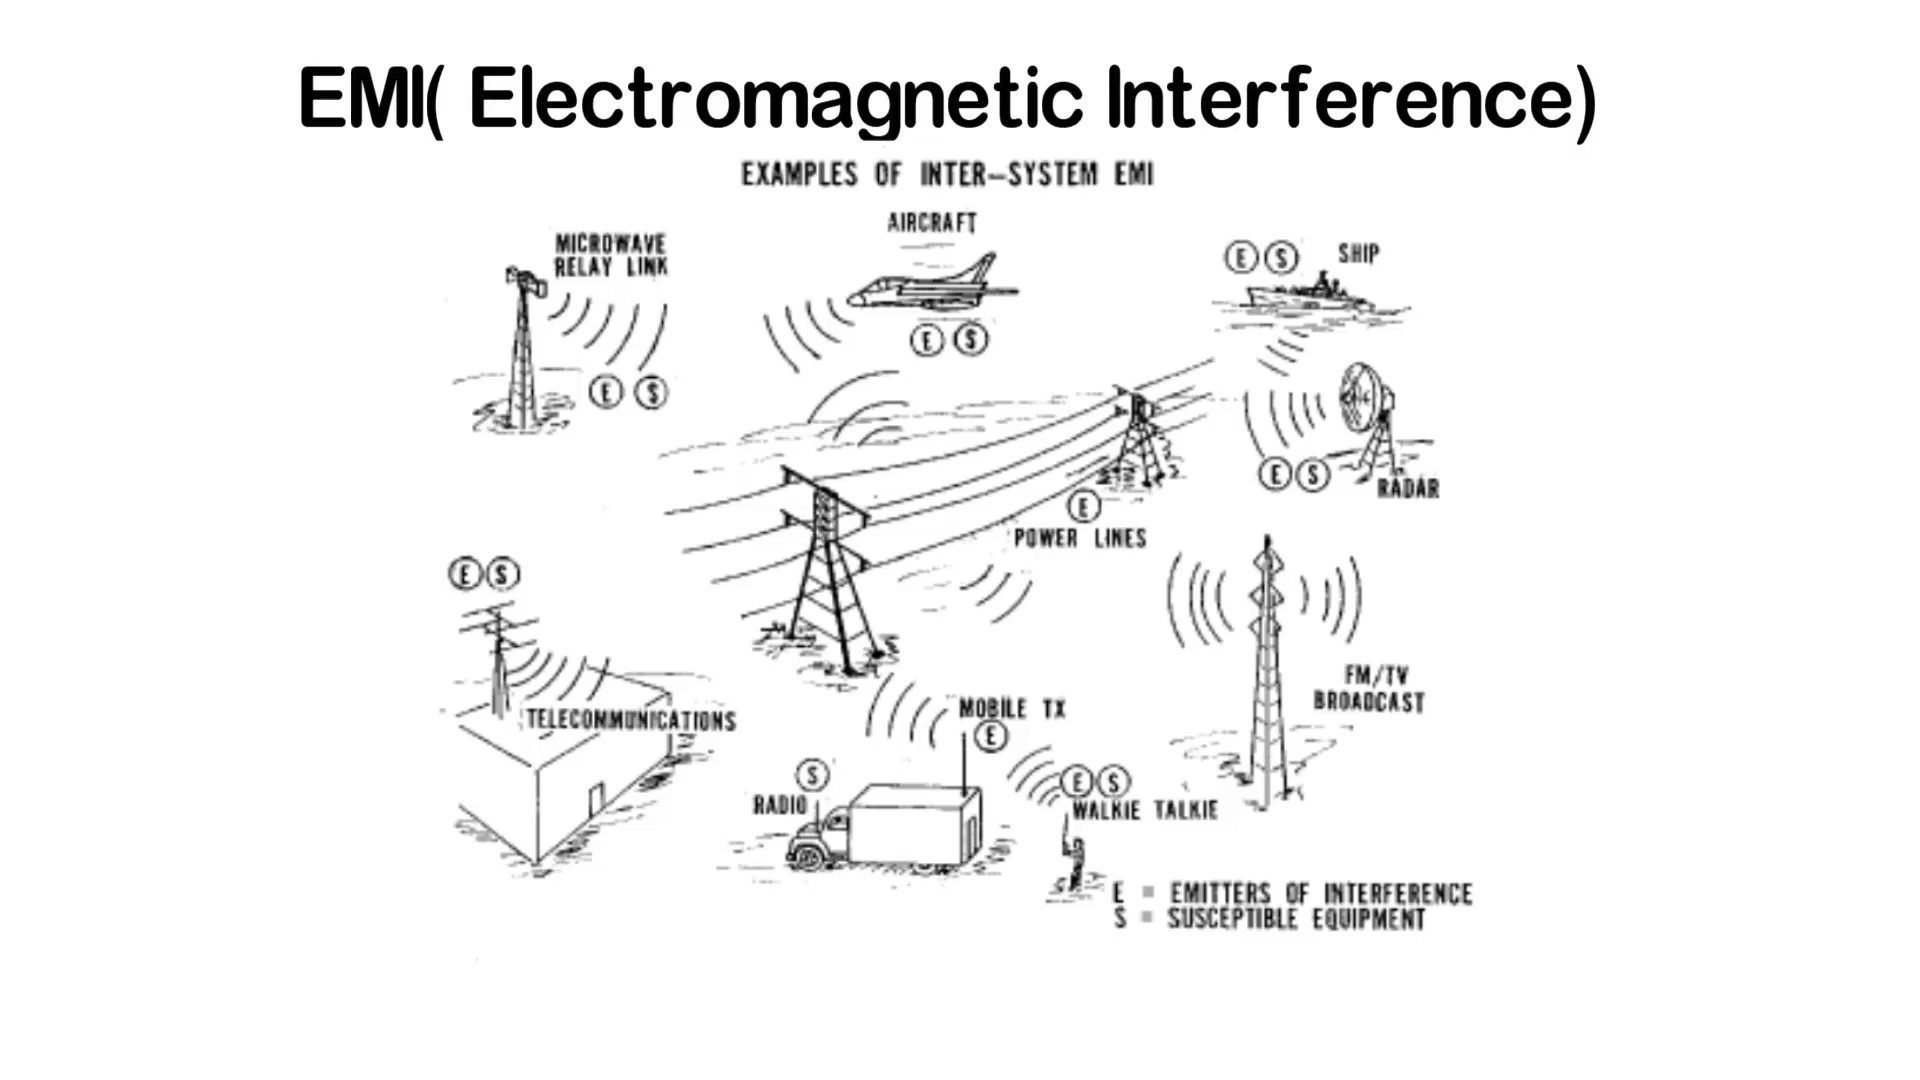 EMI( Electromagnetic Interference)
EXAMPLES OF INTER-SYSTEM EMI
AIRCRAFT
MICROWAVE
RELAY LINK
E S SHIP
E S
E S
E S
RADAR
E
POWER LINES
E S
TELECOMMUNICATIONS
FM/TV
BROADCAST
MOBILE TX
E
S
RADIO
E S
WALKIE TALKIE
E = EMITTERS OF INTERFERENCE
S = SUSCEPTIBLE EQUIPMENT